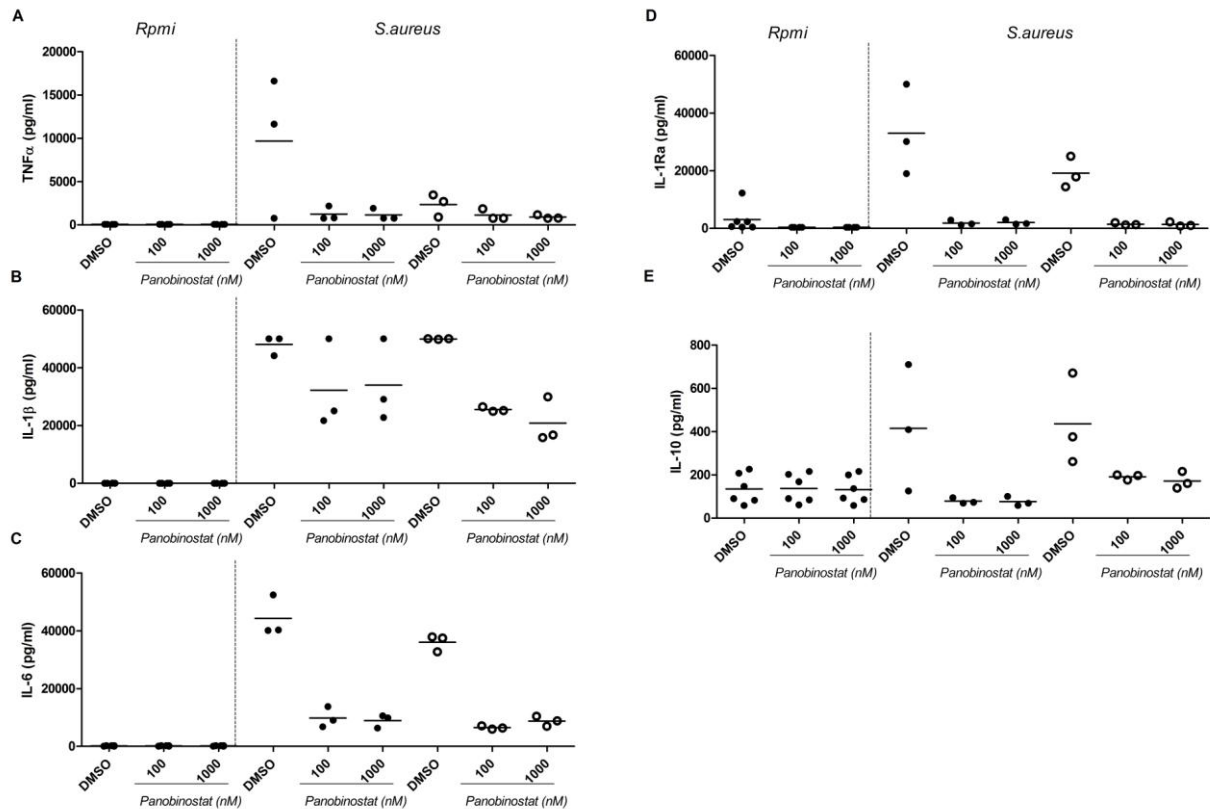 A
Rpmi
S.aureus
TNFα (pg/ml)
20000
15000
10000
5000
0
DMSO
100
1000
DMSO
100
1000
DMSO
100
1000
Panobinostat (nM)
Panobinostat (nM)
Panobinostat (nM)
B
IL-1β (pg/ml)
60000
40000
20000
0
DMSO
100
1000
DMSO
100
1000
DMSO
100
1000
Panobinostat (nM)
Panobinostat (nM)
Panobinostat (nM)
C
IL-6 (pg/ml)
60000
40000
20000
0
DMSO
100
1000
DMSO
100
1000
DMSO
100
1000
Panobinostat (nM)
Panobinostat (nM)
Panobinostat (nM)
D
Rpmi
S.aureus
IL-1Ra (pg/ml)
60000
40000
20000
0
DMSO
100
1000
DMSO
100
1000
DMSO
100
1000
Panobinostat (nM)
Panobinostat (nM)
Panobinostat (nM)
E
IL-10 (pg/ml)
800
600
400
200
0
DMSO
100
1000
DMSO
100
1000
DMSO
100
1000
Panobinostat (nM)
Panobinostat (nM)
Panobinostat (nM)